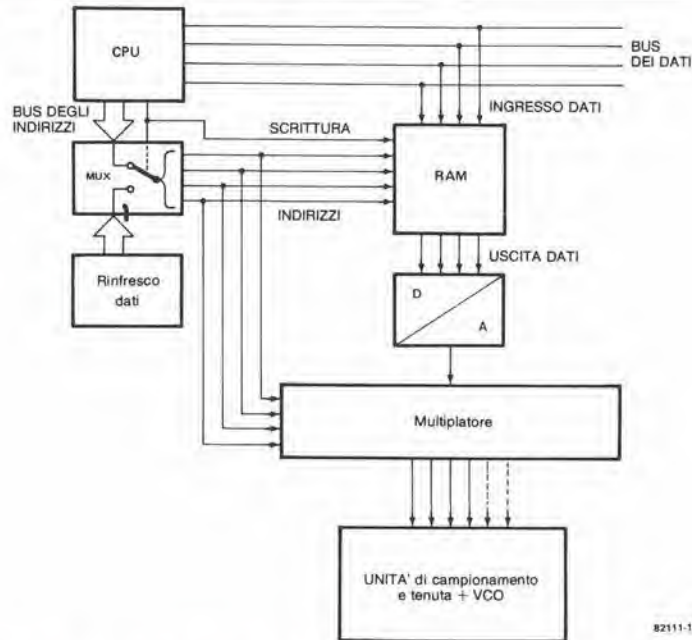 CPU
BUS
DEI DATI
BUS DEGLI
INDIRIZZI
INGRESSO DATI
SCRITTURA
MUX
RAM
INDIRIZZI
Rinfresco
dati
USCITA DATI
D
A
Multiplatore
UNITA' di campionamento
e tenuta + VCO
82111-1